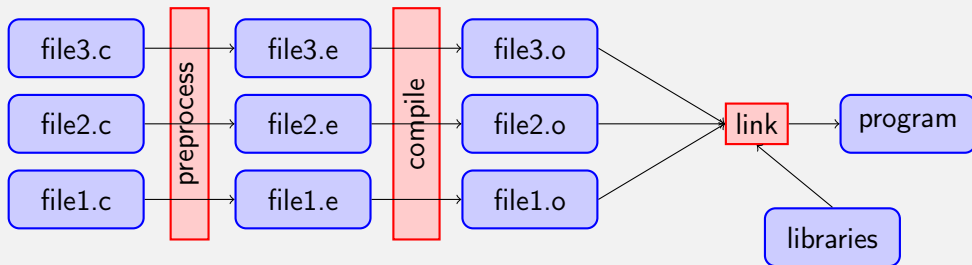 file3.c
file3.e
file3.o
preprocess
compile
file2.c
file2.e
file2.o
link
program
file1.c
file1.e
file1.o
libraries